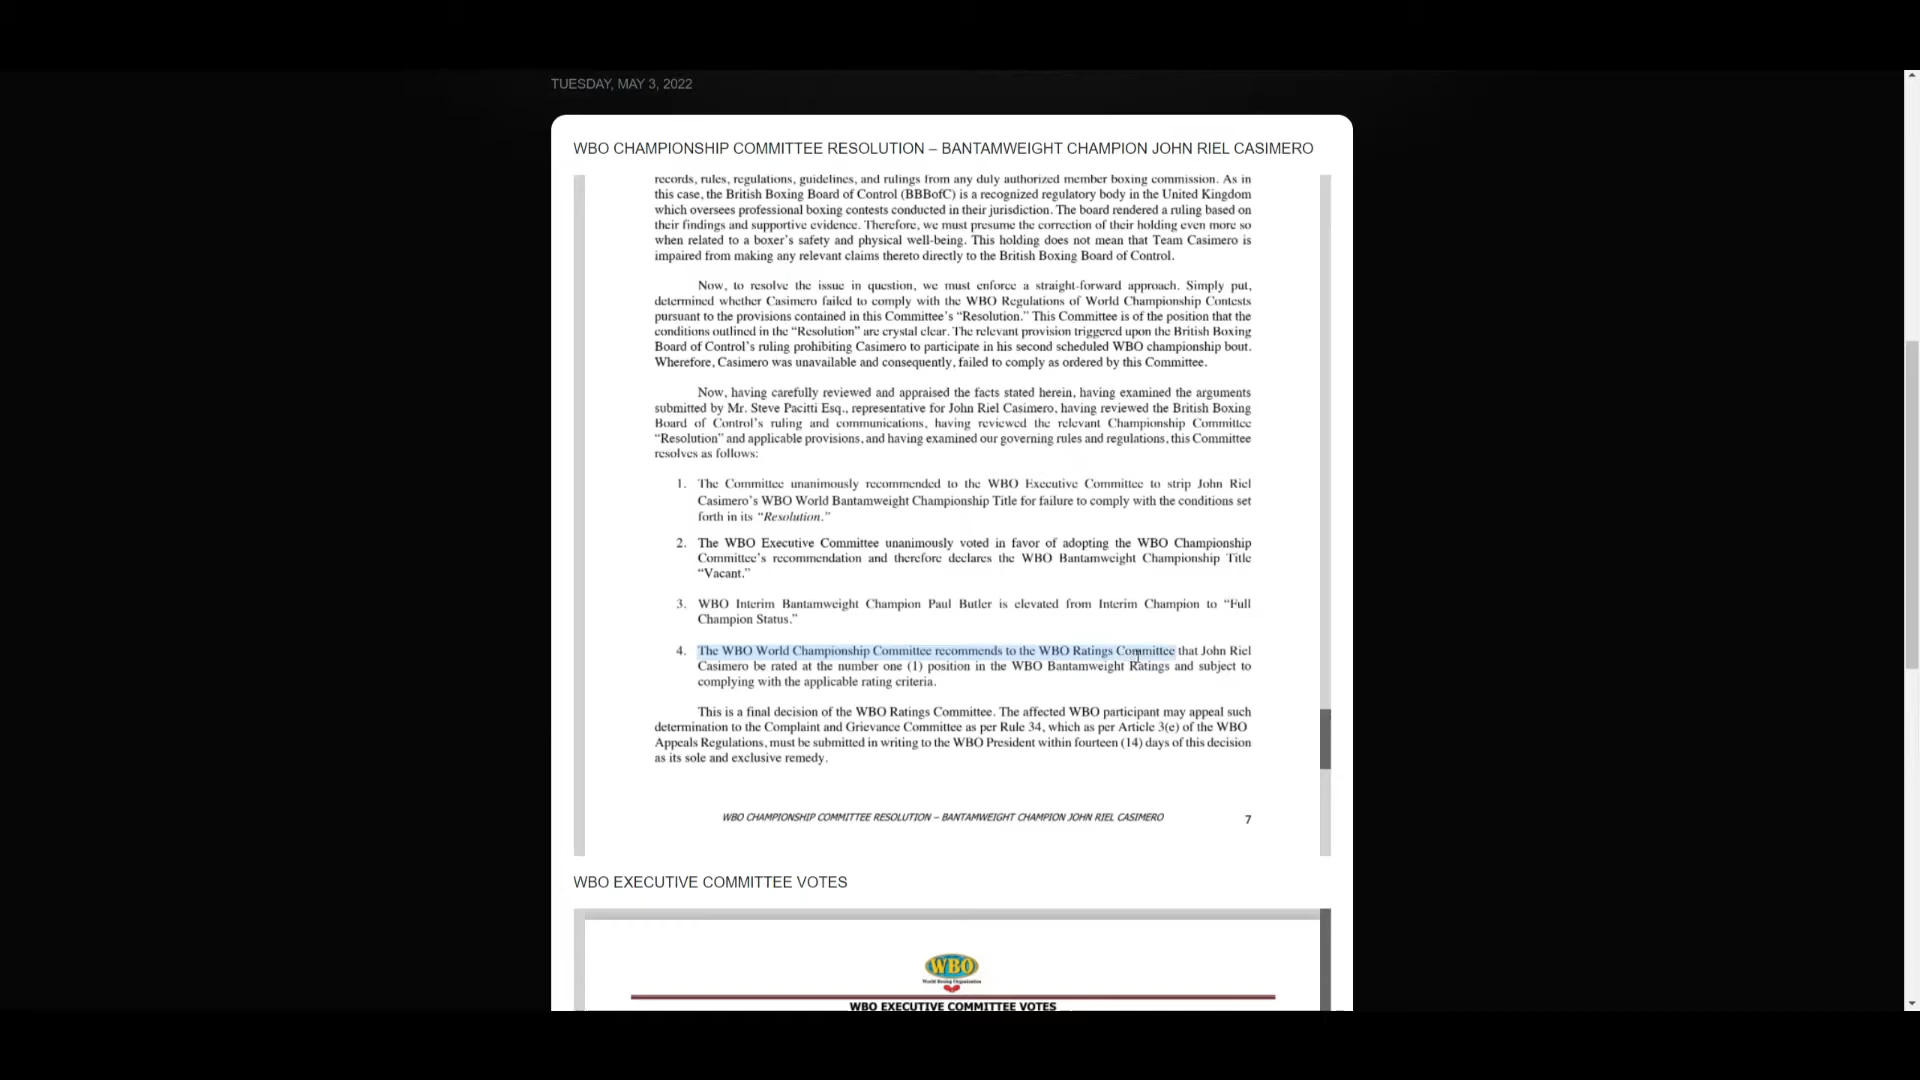 TUESDAY, MAY 3, 2022
WBO CHAMPIONSHIP COMMITTEE RESOLUTION – BANTAMWEIGHT CHAMPION JOHN RIEL CASIMERO
records, rules, regulations, guidelines, and rulings from any duly authorized member boxing commission. As in
this case, the British Boxing Board of Control (BBBofC) is a recognized regulatory body in the United Kingdom
which oversees professional boxing contests conducted in their jurisdiction. The board rendered a ruling based on
their findings and supportive evidence. Therefore, we must presume the correction of their holding even more so
when related to a boxer's safety and physical well-being. This holding does not mean that Team Casimero is
impaired from making any relevant claims thereto directly to the British Boxing Board of Control.
Now, to resolve the issue in question, we must enforce a straight-forward approach. Simply put,
determined whether Casimero failed to comply with the WBO Regulations of World Championship Contests
pursuant to the provisions contained in this Committee's “Resolution.” This Committee is of the position that the
conditions outlined in the “Resolution” are crystal clear. The relevant provision triggered upon the British Boxing
Board of Control's ruling prohibiting Casimero to participate in his second scheduled WBO championship bout.
Wherefore, Casimero was unavailable and consequently, failed to comply as ordered by this Committee.
Now, having carefully reviewed and appraised the facts stated herein, having examined the arguments
submitted by Mr. Steve Pacitti Esq., representative for John Riel Casimero, having reviewed the British Boxing
Board of Control's ruling and communications, having reviewed the relevant Championship Committee
“Resolution” and applicable provisions, and having examined our governing rules and regulations, this Committee
resolves as follows:
1. The Committee unanimously recommended to the WBO Executive Committee to strip John Riel
Casimero's WBO World Bantamweight Championship Title for failure to comply with the conditions set
forth in its “Resolution.”
2. The WBO Executive Committee unanimously voted in favor of adopting the WBO Championship
Committee's recommendation and therefore declares the WBO Bantamweight Championship Title
“Vacant.”
3. WBO Interim Bantamweight Champion Paul Butler is elevated from Interim Champion to “Full
Champion Status.”
4. The WBO World Championship Committee recommends to the WBO Ratings Committee that John Riel
Casimero be rated at the number one (1) position in the WBO Bantamweight Ratings and subject to
complying with the applicable rating criteria.
This is a final decision of the WBO Ratings Committee. The affected WBO participant may appeal such
determination to the Complaint and Grievance Committee as per Rule 34, which as per Article 3(e) of the WBO
Appeals Regulations, must be submitted in writing to the WBO President within fourteen (14) days of this decision
as its sole and exclusive remedy.
WBO CHAMPIONSHIP COMMITTEE RESOLUTION – BANTAMWEIGHT CHAMPION JOHN RIEL CASIMERO 7
WBO EXECUTIVE COMMITTEE VOTES
WBO
World Boxing Organization
WBO EXECUTIVE COMMITTEE VOTES